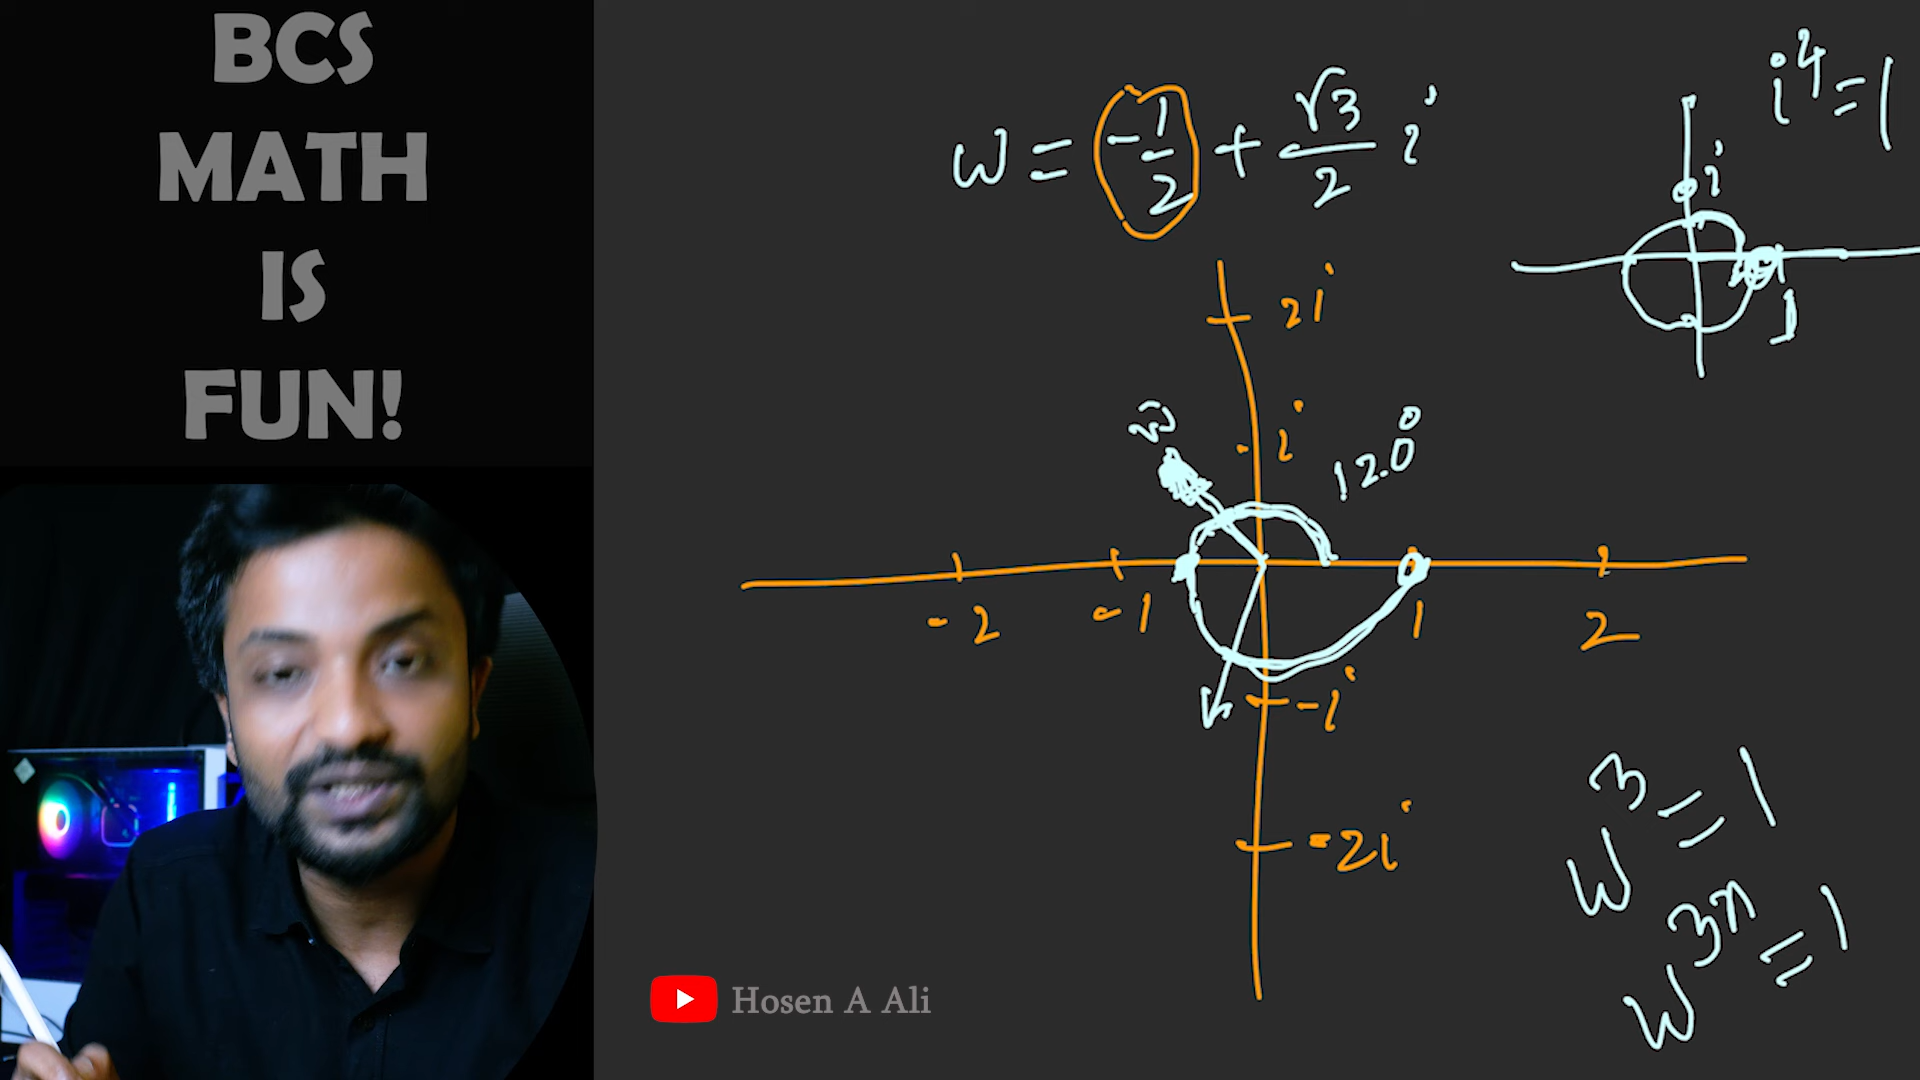 BCS
MATH
IS
FUN!
w = -1/2 + √3/2 i
i⁴ = 1
i
1
2i
i
w
120°
-2
-1
1
2
-i
-2i
w³ = 1
w³ⁿ = 1
Hosen A Ali